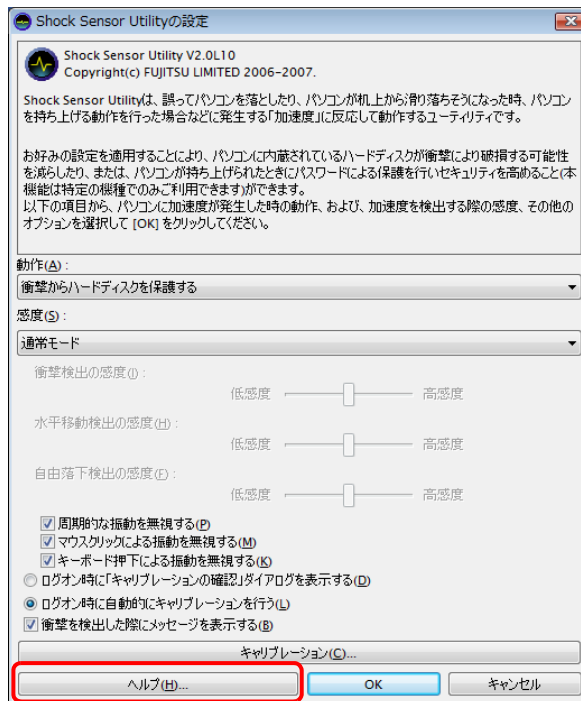 Shock Sensor Utilityの設定
Shock Sensor Utility V2.0L10
Copyright(c) FUJITSU LIMITED 2006-2007.
Shock Sensor Utilityは、誤ってパソコンを落としたり、パソコンが机上から滑り落ちそうになった時、パソコン
を持ち上げる動作を行った場合などに発生する「加速度」に反応して動作するユーティリティです。
お好みの設定を適用することにより、パソコンに内蔵されているハードディスクが衝撃により破損する可能性
を減らしたり、または、パソコンが持ち上げられたときにパスワードによる保護を行いセキュリティを高めること(本
機能は特定の機種でのみご利用できます)ができます。
以下の項目から、パソコンに加速度が発生した時の動作、および、加速度を検出する際の感度、その他の
オプションを選択して [OK] をクリックしてください。
動作(A) :
衝撃からハードディスクを保護する
感度(S) :
通常モード
衝撃検出の感度(I) :
低感度 高感度
水平移動検出の感度(H) :
低感度 高感度
自由落下検出の感度(F) :
低感度 高感度
周期的な振動を無視する(P)
マウスクリックによる振動を無視する(M)
キーボード押下による振動を無視する(K)
ログオン時に「キャリブレーションの確認」ダイアログを表示する(D)
ログオン時に自動的にキャリブレーションを行う(L)
衝撃を検出した際にメッセージを表示する(B)
キャリブレーション(C)...
ヘルプ(H)... OK キャンセル